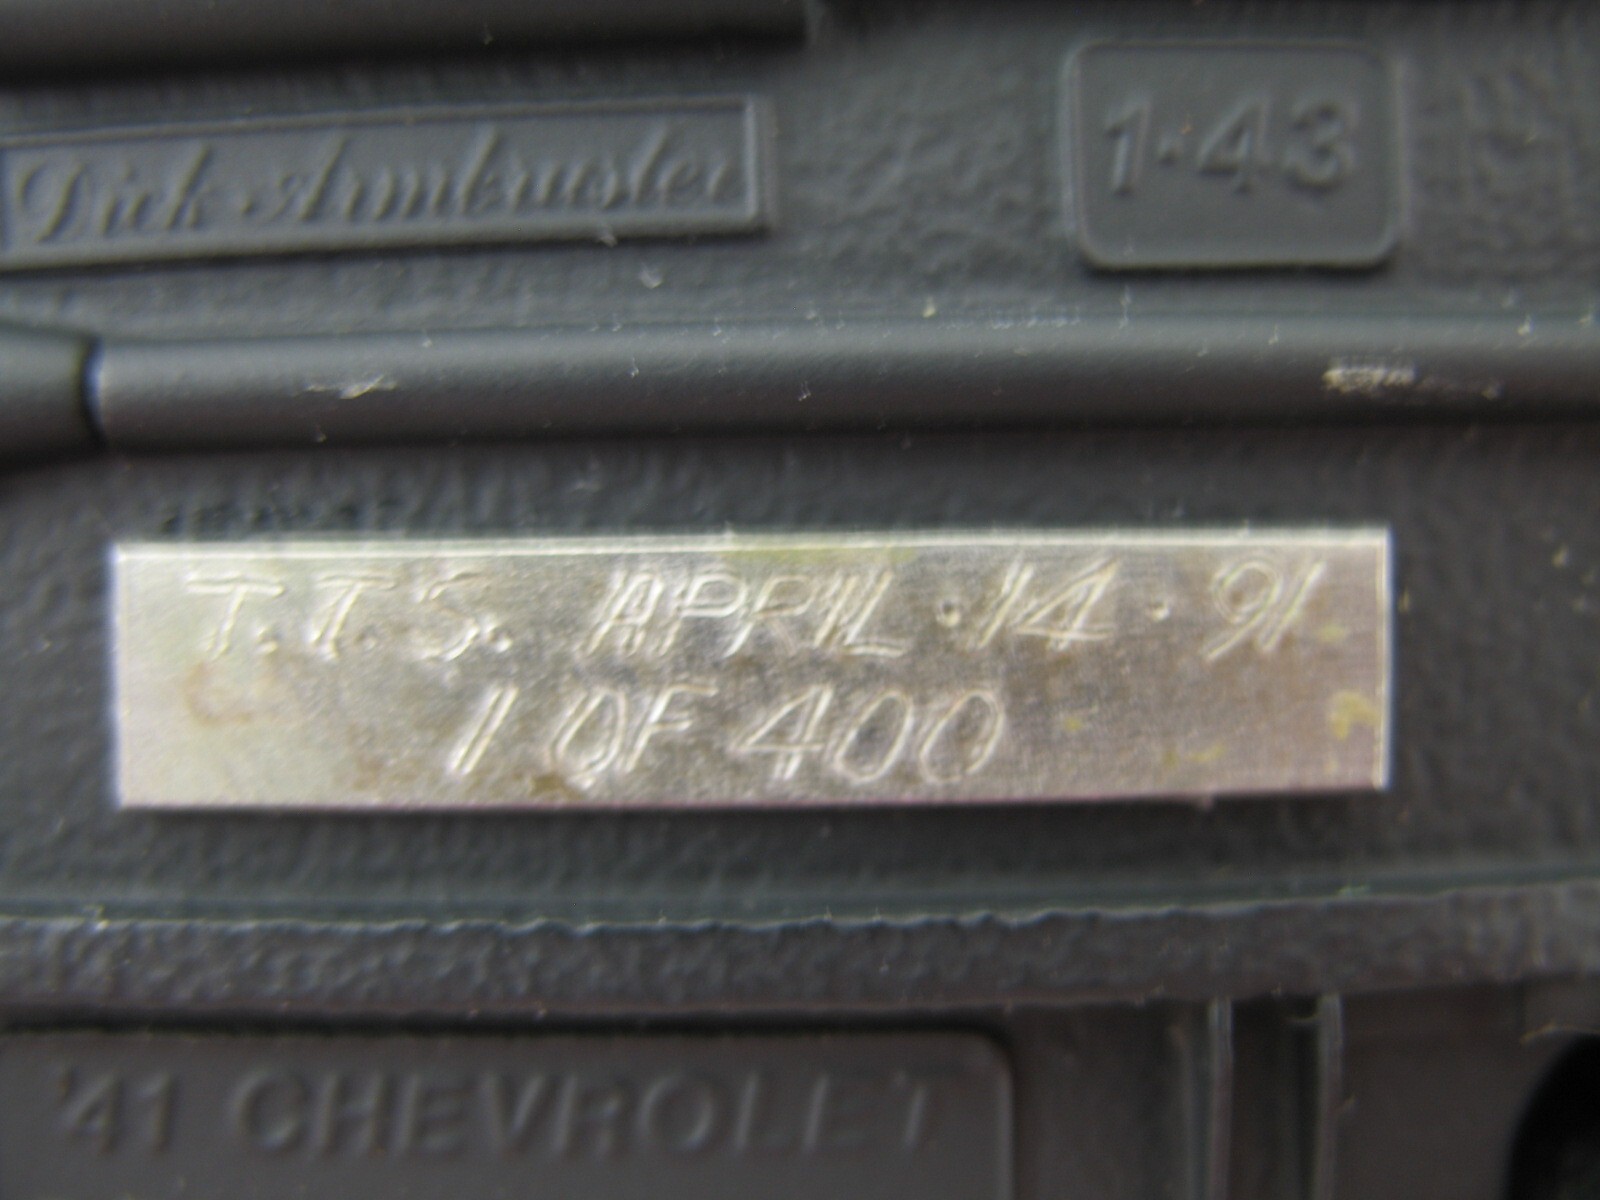 Dick Armbruster
1·43
T.T.S. APRIL·14·91
1 OF 400
'41 CHEVROLET